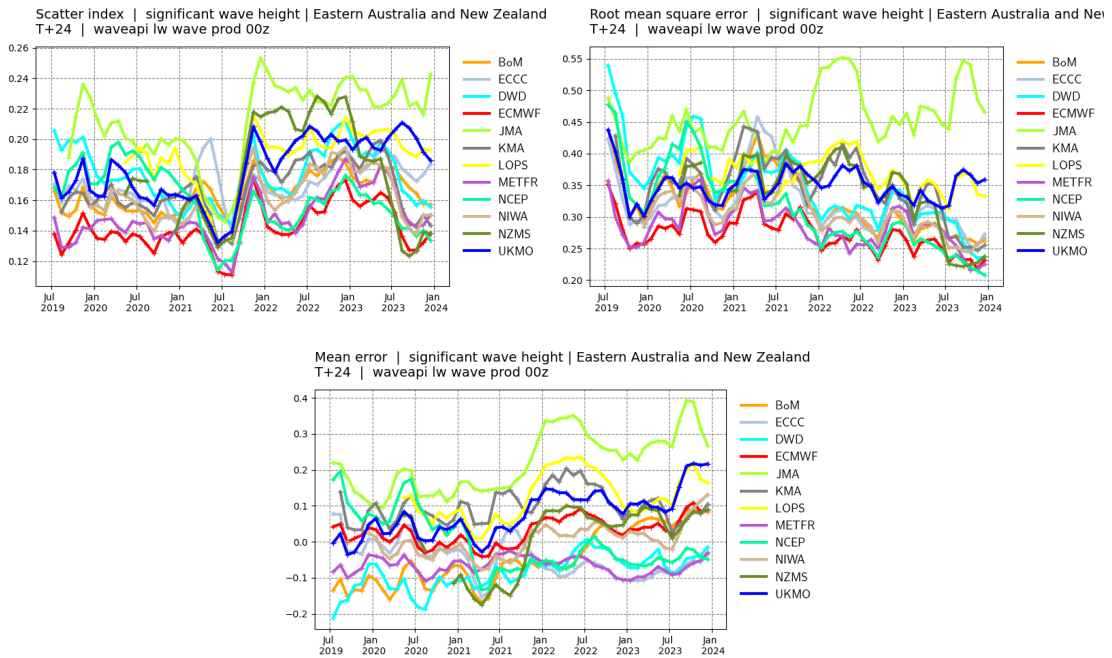 Scatter index | significant wave height | Eastern Australia and New Zealand
T+24 | waveapi lw wave prod 00z
0.26
0.24
0.22
0.20
0.18
0.16
0.14
0.12
Jul 2019
Jan 2020
Jul 2020
Jan 2021
Jul 2021
Jan 2022
Jul 2022
Jan 2023
Jul 2023
Jan 2024
BoM
ECCC
DWD
ECMWF
JMA
KMA
LOPS
METFR
NCEP
NIWA
NZMS
UKMO
Root mean square error | significant wave height | Eastern Australia and Nev
T+24 | waveapi lw wave prod 00z
0.55
0.50
0.45
0.40
0.35
0.30
0.25
0.20
Jul 2019
Jan 2020
Jul 2020
Jan 2021
Jul 2021
Jan 2022
Jul 2022
Jan 2023
Jul 2023
Jan 2024
BoM
ECCC
DWD
ECMWF
JMA
KMA
LOPS
METFR
NCEP
NIWA
NZMS
UKMO
Mean error | significant wave height | Eastern Australia and New Zealand
T+24 | waveapi lw wave prod 00z
0.4
0.3
0.2
0.1
0.0
−0.1
−0.2
Jul 2019
Jan 2020
Jul 2020
Jan 2021
Jul 2021
Jan 2022
Jul 2022
Jan 2023
Jul 2023
Jan 2024
BoM
ECCC
DWD
ECMWF
JMA
KMA
LOPS
METFR
NCEP
NIWA
NZMS
UKMO